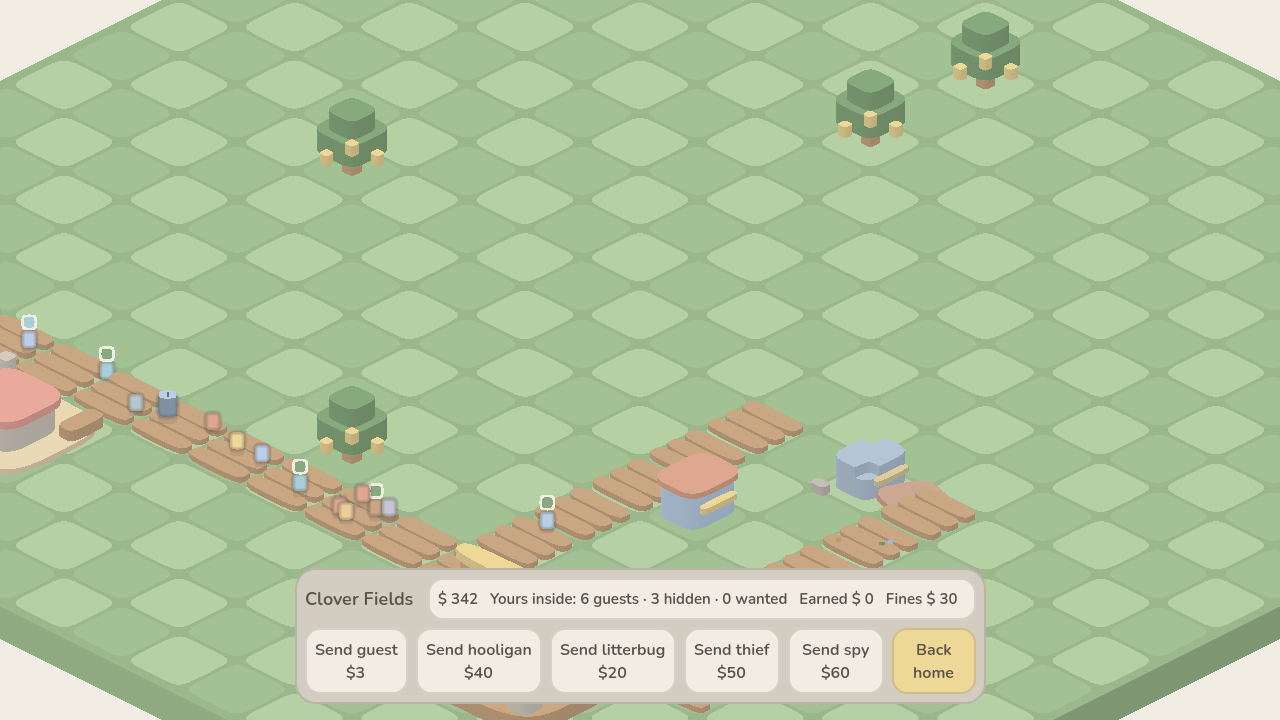 Clover Fields
$ 342 Yours inside: 6 guests · 3 hidden · 0 wanted Earned $ 0 Fines $ 30
Send guest
$3
Send hooligan
$40
Send litterbug
$20
Send thief
$50
Send spy
$60
Back
home